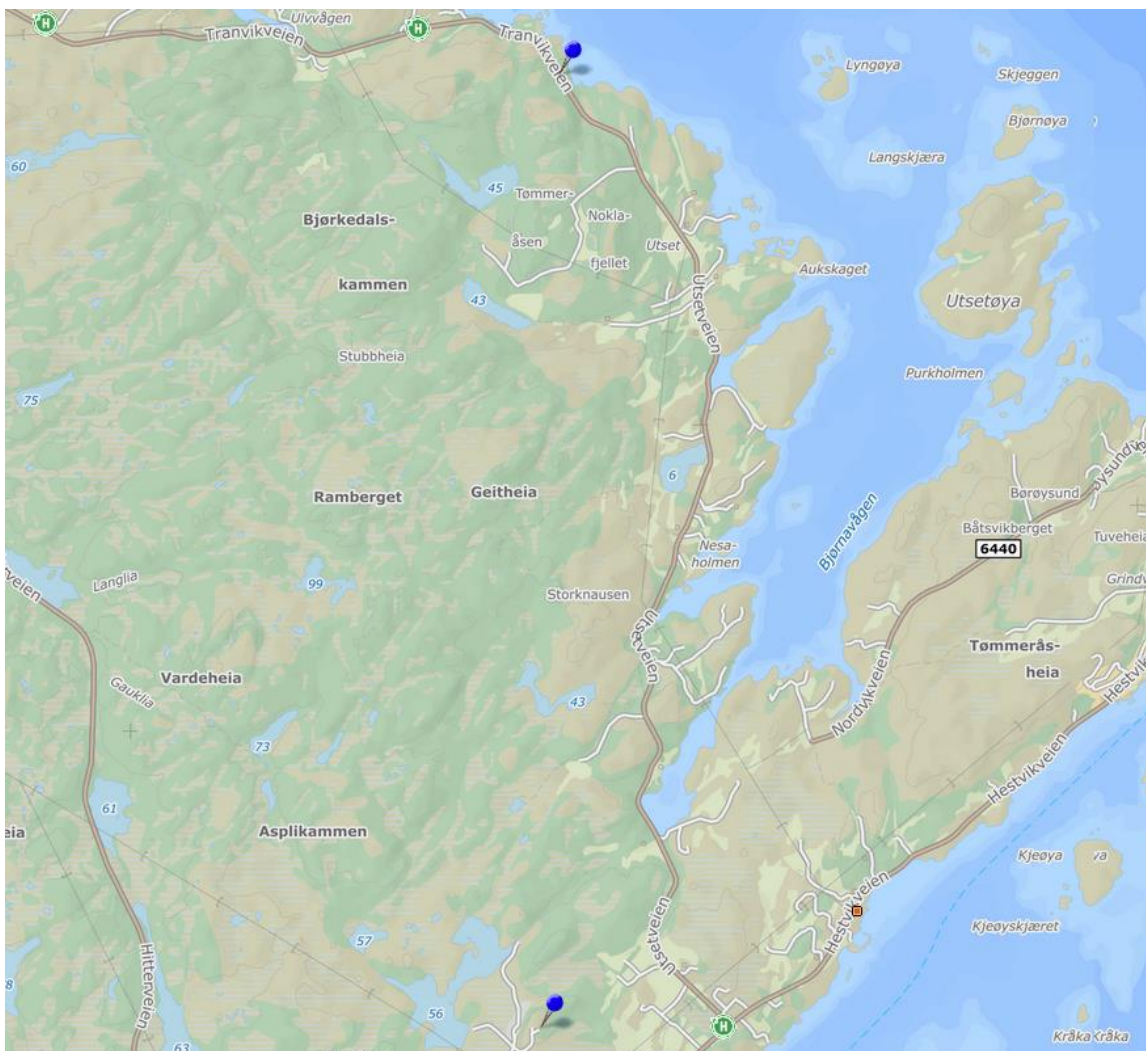 H
Ulvvågen
Tranvikveien
H
Tranvikveien
Lyngøya
Skjeggen
Bjørnøya
Langskjæra
60
45
Tømmer-
åsen
Nokla-
fjellet
Utset
Bjørkedals-
kammen
Aukskaget
Utsetøya
43
Utsetveien
Stubbheia
Purkholmen
75
6
Ramberget
Geitheia
Børøysund
Båtsvikberget
6440
Tuveheia
Bjørnavågen
Nesa-
holmen
Langlia
99
Storknausen
Utsetveien
Tømmerås-
heia
Vardeheia
Gauklia
43
Nordvikveien
73
Hestvikveien
61
Asplikammen
Kjeøya
Hestvikveien
Kjeøyskjæret
57
Utsetveien
Hitterveien
56
63
H
Kråka
Kråka